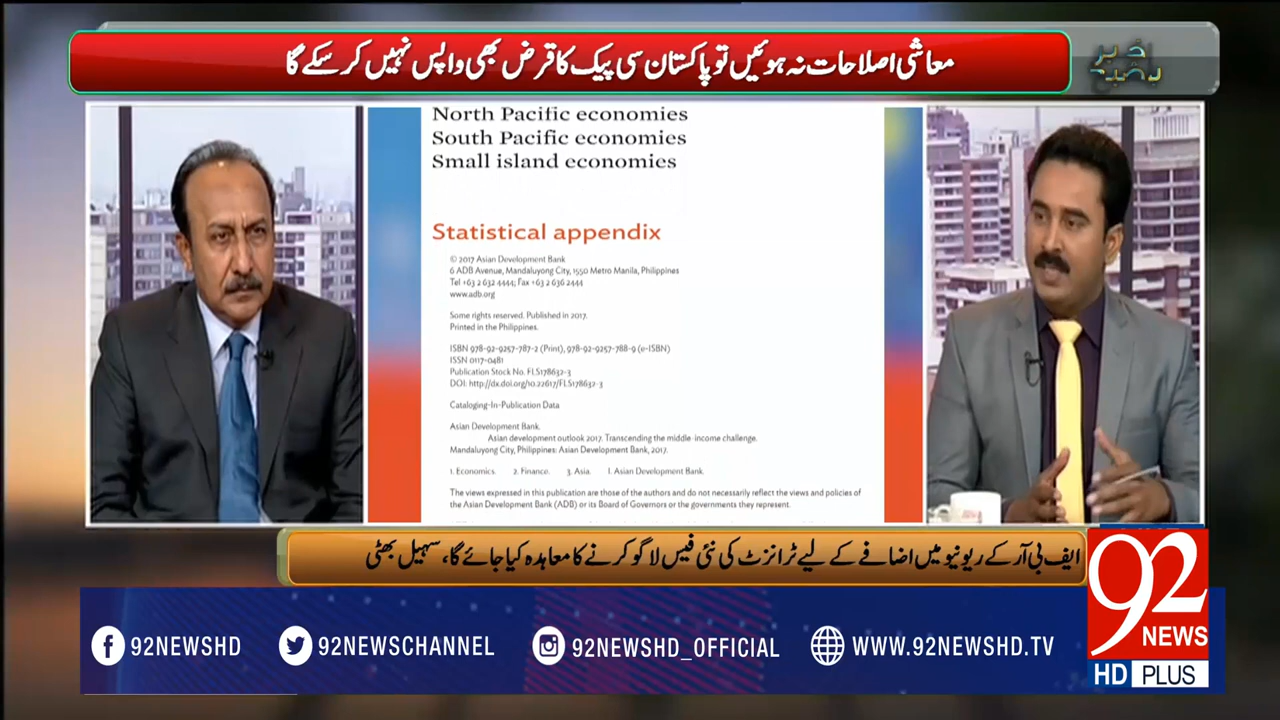 معاشی اصلاحات نہ ہوئیں تو پاکستان سی پیک کا قرض بھی واپس نہیں کر سکے گا
خبر
North Pacific economies
South Pacific economies
Small island economies
Statistical appendix
© 2017 Asian Development Bank
6 ADB Avenue, Mandaluyong City, 1550 Metro Manila, Philippines
Tel +63 2 632 4444; Fax +63 2 636 2444
www.adb.org
Some rights reserved. Published in 2017.
Printed in the Philippines.
ISBN 978-92-9257-787-2 (Print), 978-92-9257-788-9 (e-ISBN)
ISSN 0117-0481
Publication Stock No. FLS178632-3
DOI: http://dx.doi.org/10.22617/FLS178632-3
Cataloging-In-Publication Data
Asian Development Bank.
Asian development outlook 2017. Transcending the middle-income challenge.
Mandaluyong City, Philippines: Asian Development Bank, 2017.
1. Economics. 2. Finance. 3. Asia. I. Asian Development Bank.
The views expressed in this publication are those of the authors and do not necessarily reflect the views and policies of
the Asian Development Bank (ADB) or its Board of Governors or the governments they represent.
ایف بی آر کے ریونیو میں اضافے کے لیے ٹرانزٹ کی نئی فیس لاگو کرنے کا معاہدہ کیا جائے گا، سہیل بھٹی
92
NEWS
HD PLUS
92NEWSHD
92NEWSCHANNEL
92NEWSHD_OFFICIAL
WWW.92NEWSHD.TV